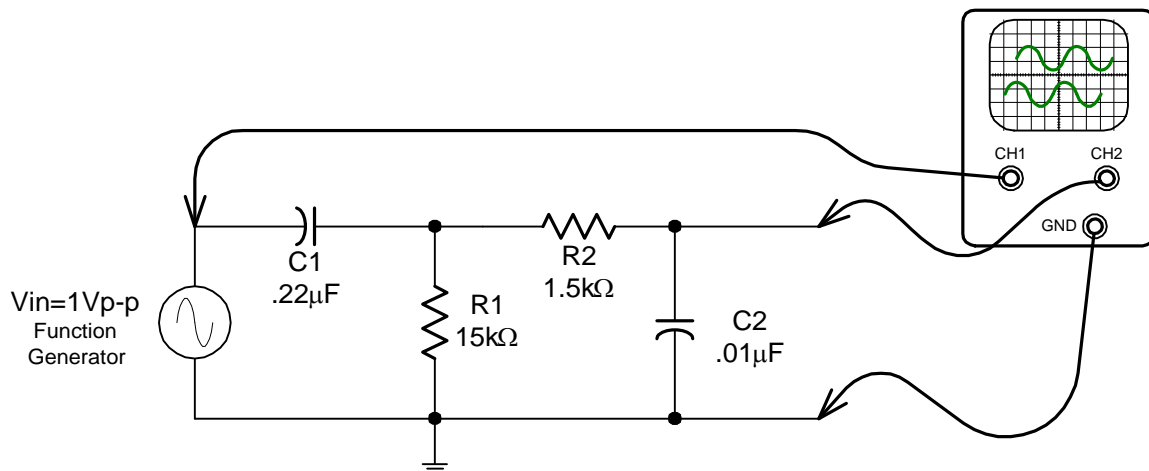 CH1
CH2
GND
C1
.22μF
R2
1.5kΩ
Vin=1Vp-p
Function
Generator
R1
15kΩ
C2
.01μF